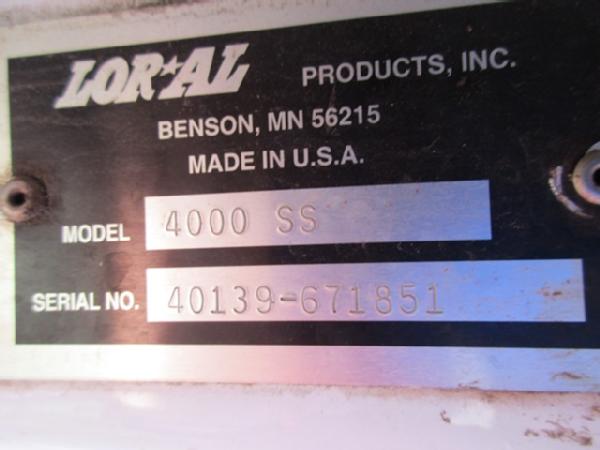 LOR★AL PRODUCTS, INC.
BENSON, MN 56215
MADE IN U.S.A.
MODEL 4000 SS
SERIAL NO. 40139-671851